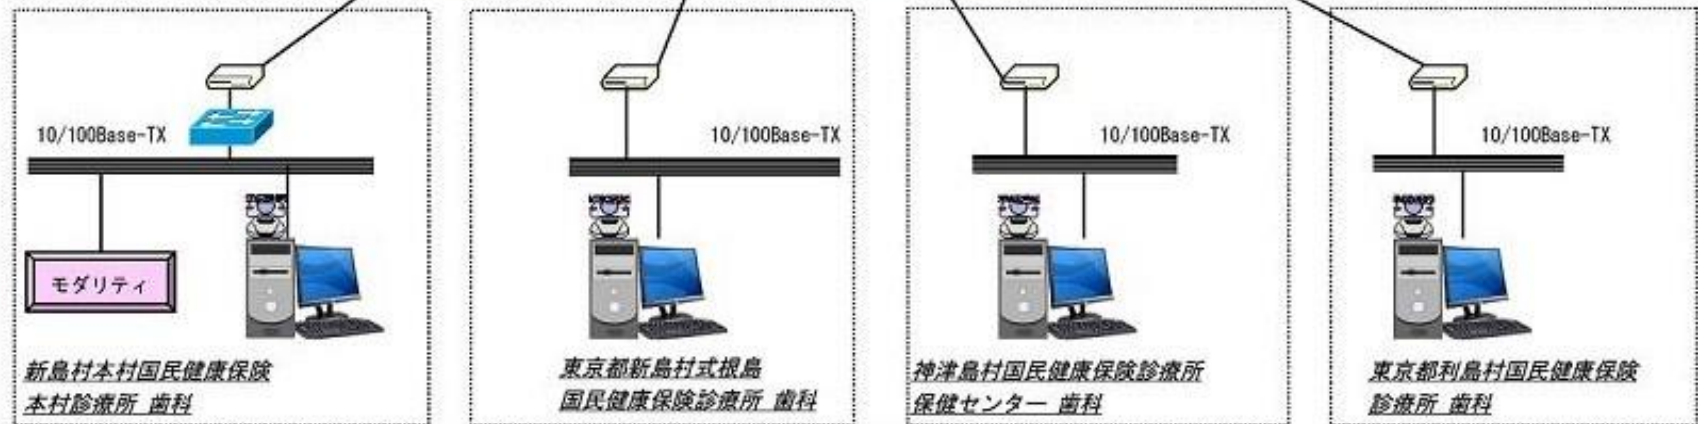 10/100Base-TX
モダリティ
新島村本村国民健康保険
本村診療所 歯科
10/100Base-TX
東京都新島村式根島
国民健康保険診療所 歯科
10/100Base-TX
神津島村国民健康保険診療所
保健センター 歯科
10/100Base-TX
東京都利島村国民健康保険
診療所 歯科